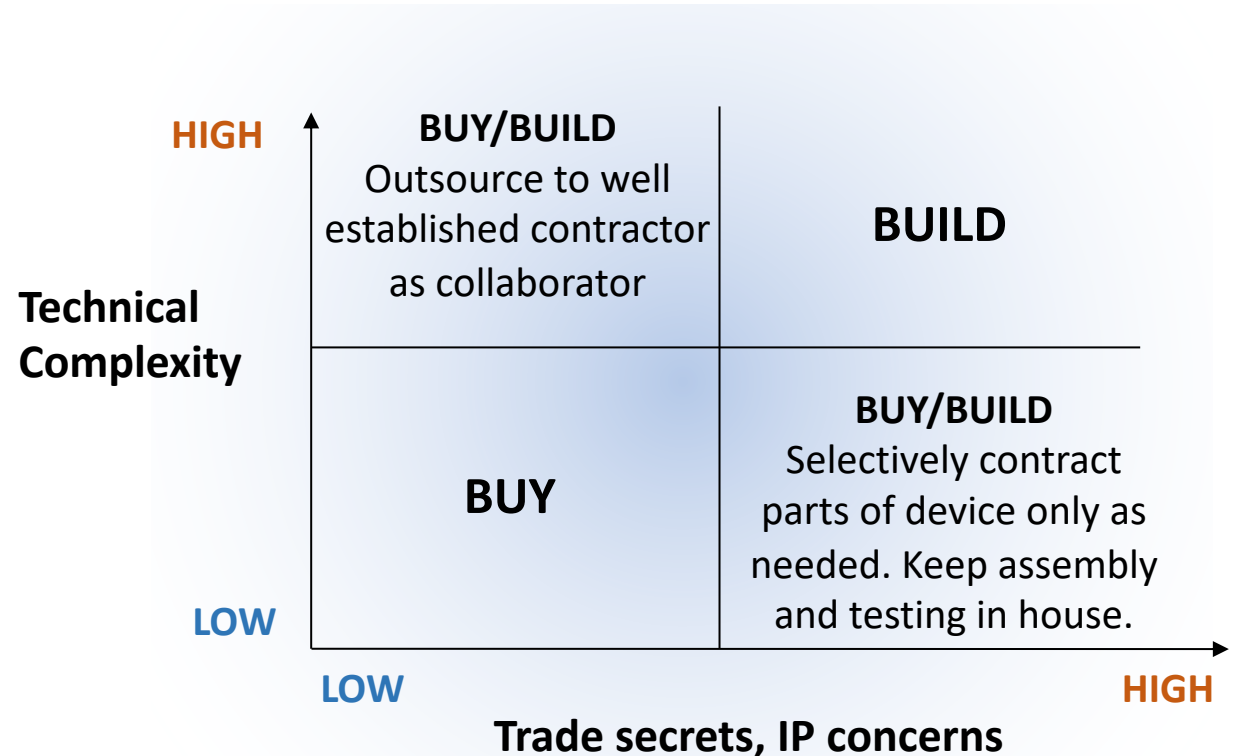 HIGH
BUY/BUILD
Outsource to well
established contractor
as collaborator
BUILD
Technical
Complexity
BUY
BUY/BUILD
Selectively contract
parts of device only as
needed. Keep assembly
and testing in house.
LOW
LOW
HIGH
Trade secrets, IP concerns